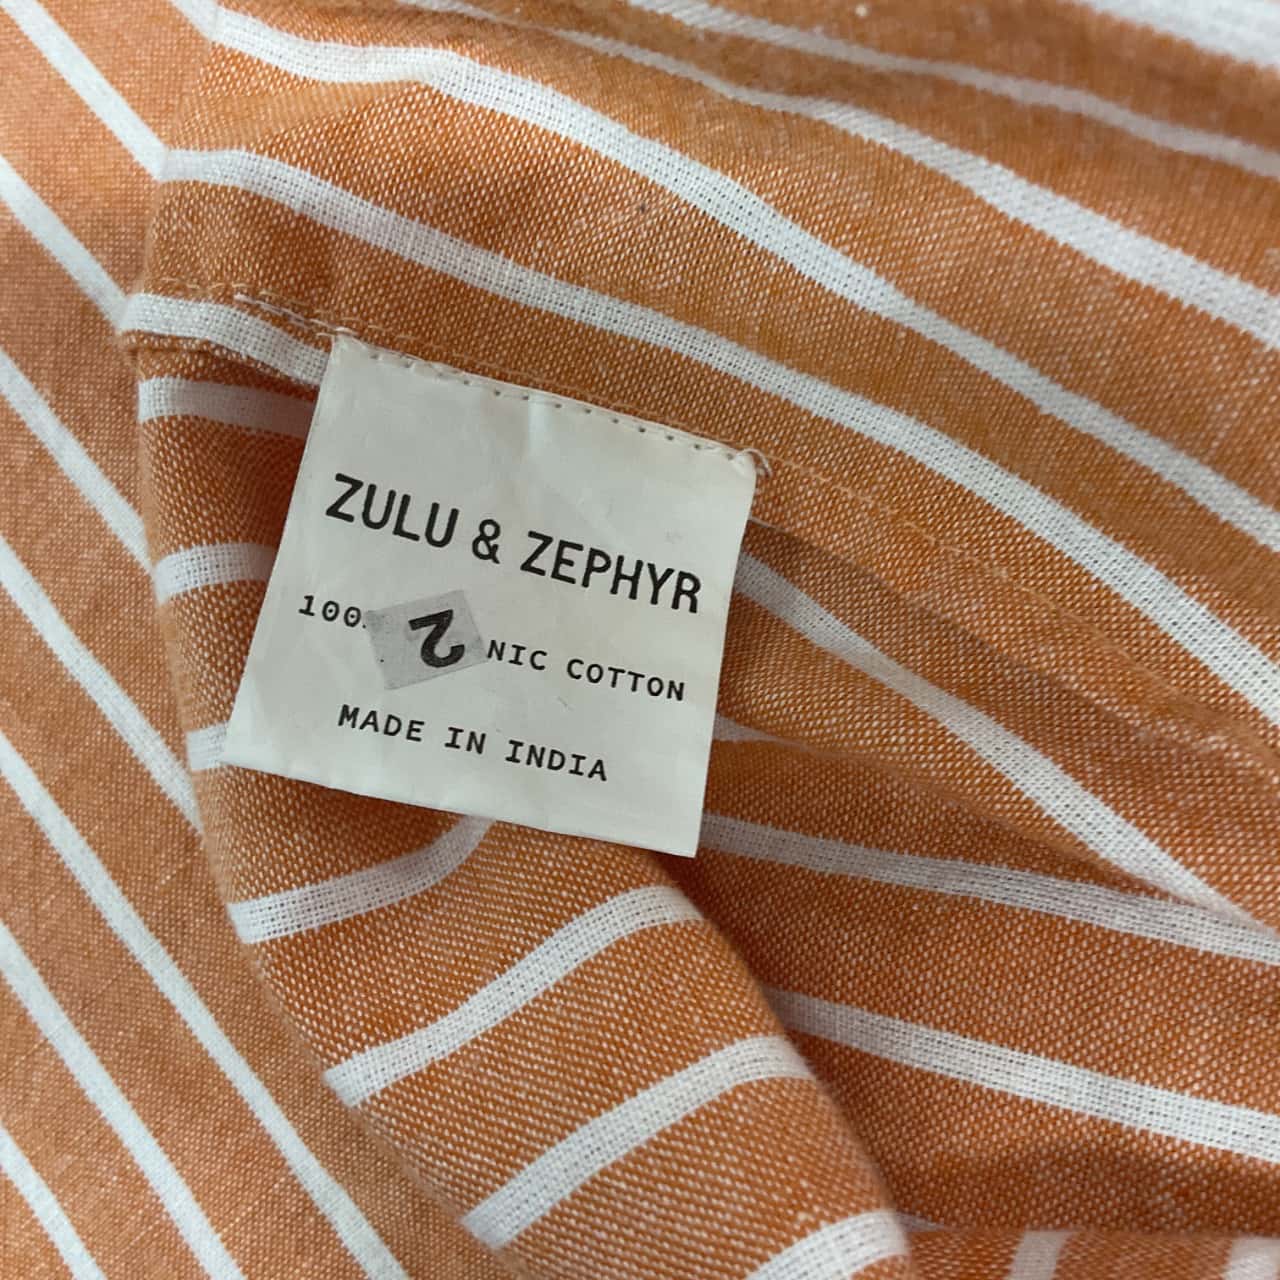 ZULU & ZEPHYR
100 2 NIC COTTON
MADE IN INDIA